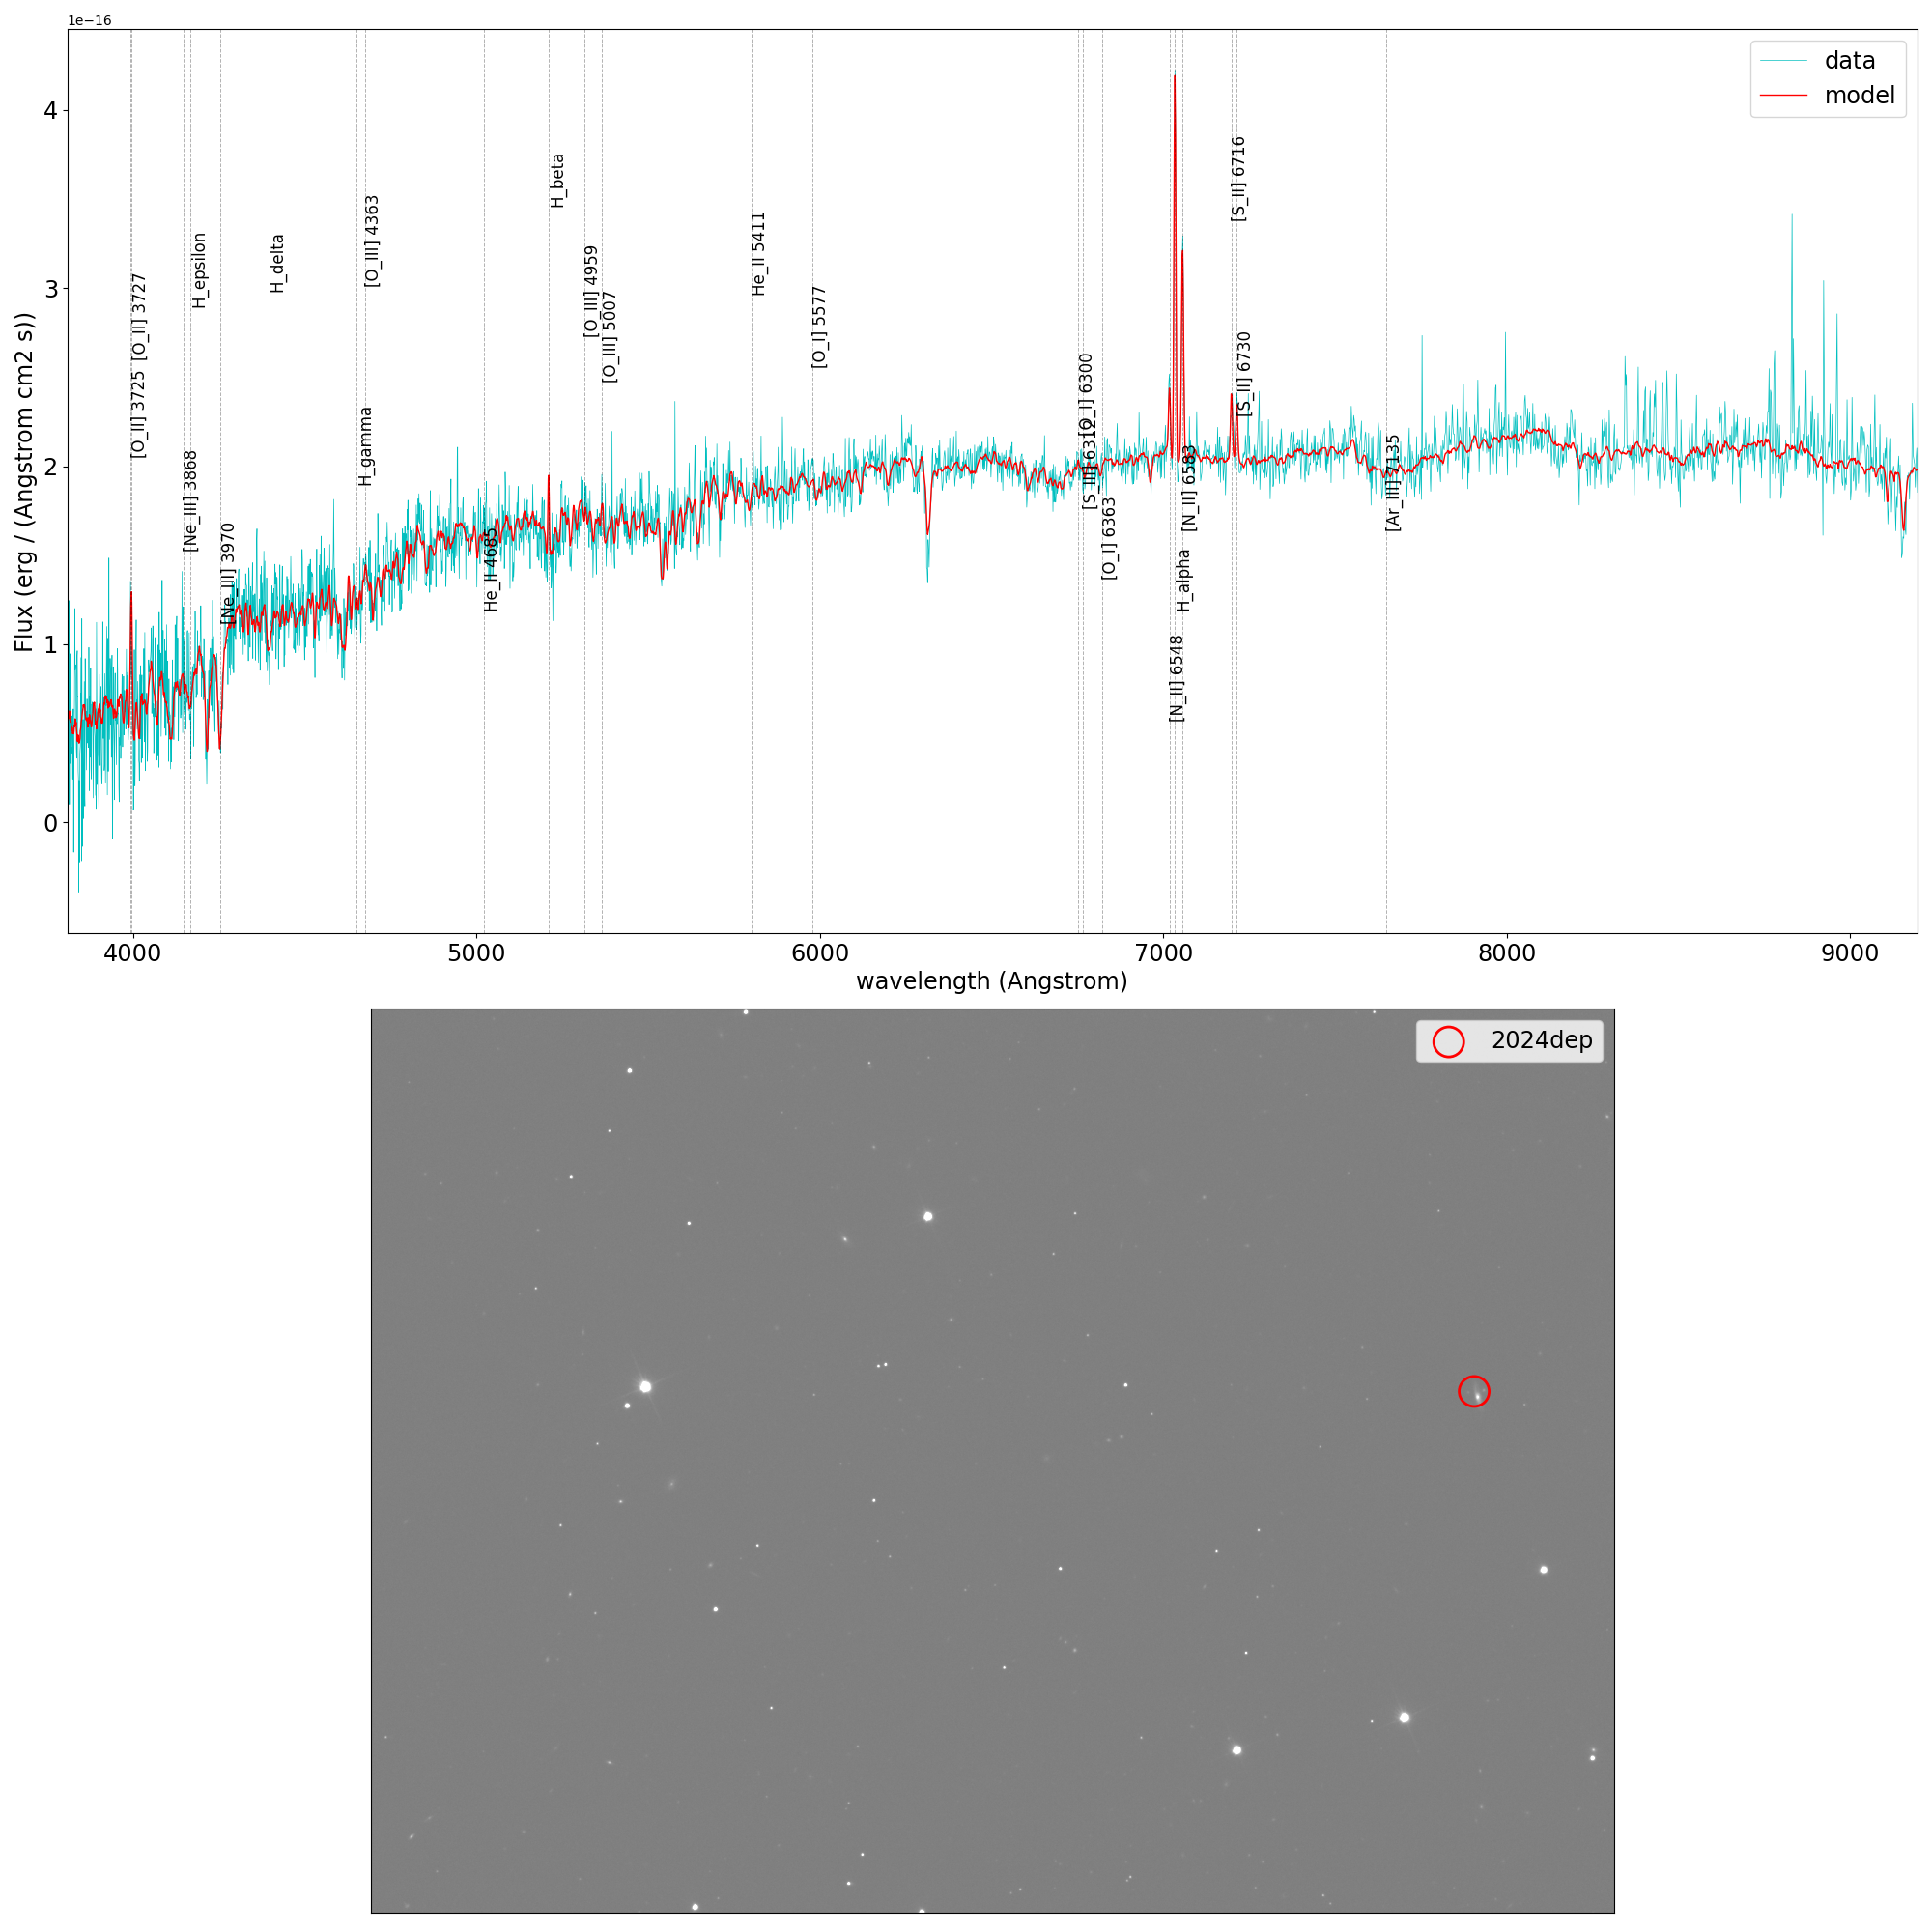 1e−16
data
model
Flux (erg / (Angstrom cm2 s))
4
3
2
1
0
[O_II] 3725
[O_II] 3727
[Ne_III] 3868
H_epsilon
[Ne_III] 3970
H_delta
H_gamma
[O_III] 4363
He_II 4685
H_beta
[O_III] 4959
[O_III] 5007
He_II 5411
[O_I] 5577
[O_I] 6300
[S_III] 6312
[O_I] 6363
[N_II] 6548
H_alpha
[N_II] 6583
[S_II] 6716
[S_II] 6730
[Ar_III] 7135
4000 5000 6000 7000 8000 9000
wavelength (Angstrom)
2024dep